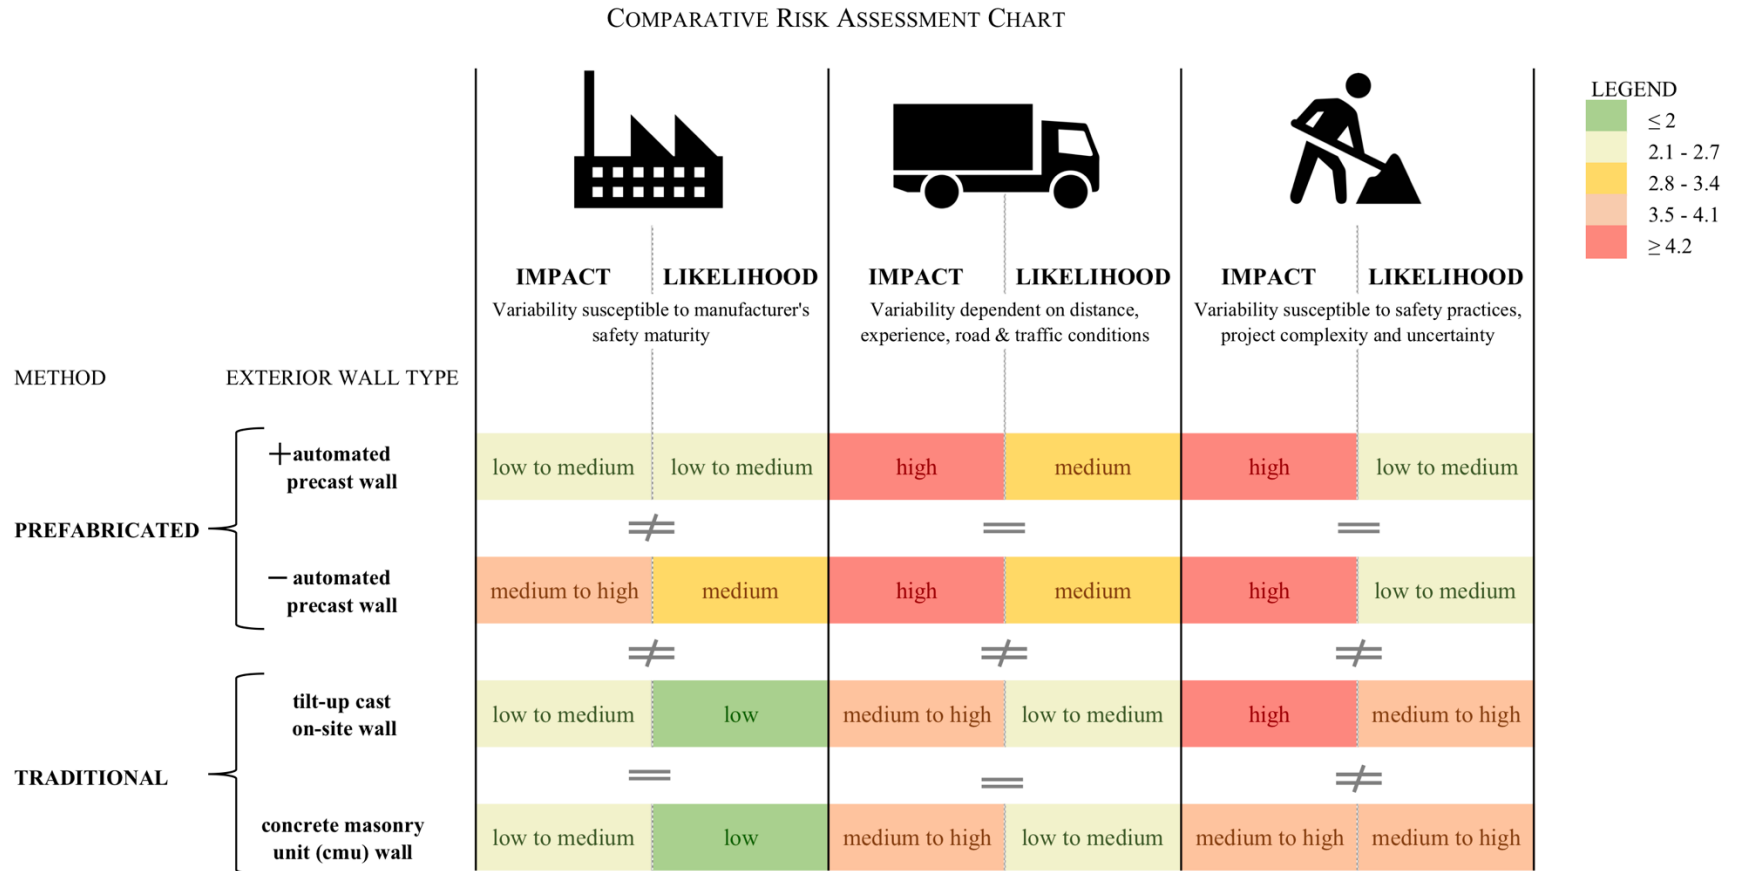 COMPARATIVE RISK ASSESSMENT CHART
LEGEND
≤ 2
2.1 - 2.7
2.8 - 3.4
3.5 - 4.1
≥ 4.2
IMPACT LIKELIHOOD IMPACT LIKELIHOOD IMPACT LIKELIHOOD
Variability susceptible to manufacturer's
safety maturity
Variability dependent on distance,
experience, road & traffic conditions
Variability susceptible to safety practices,
project complexity and uncertainty
METHOD EXTERIOR WALL TYPE
PREFABRICATED
+ automated
precast wall
low to medium low to medium high medium high low to medium
≠ = =
− automated
precast wall
medium to high medium high medium high low to medium
≠ ≠ ≠
TRADITIONAL
tilt-up cast
on-site wall
low to medium low medium to high low to medium high medium to high
= = ≠
concrete masonry
unit (cmu) wall
low to medium low medium to high low to medium medium to high medium to high